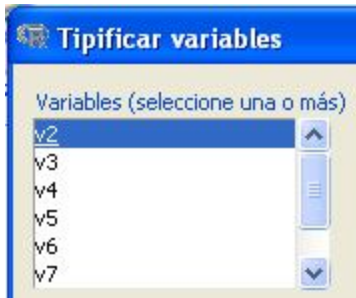 Tipificar variables
Variables (seleccione una o más)
v2
v3
v4
v5
v6
v7